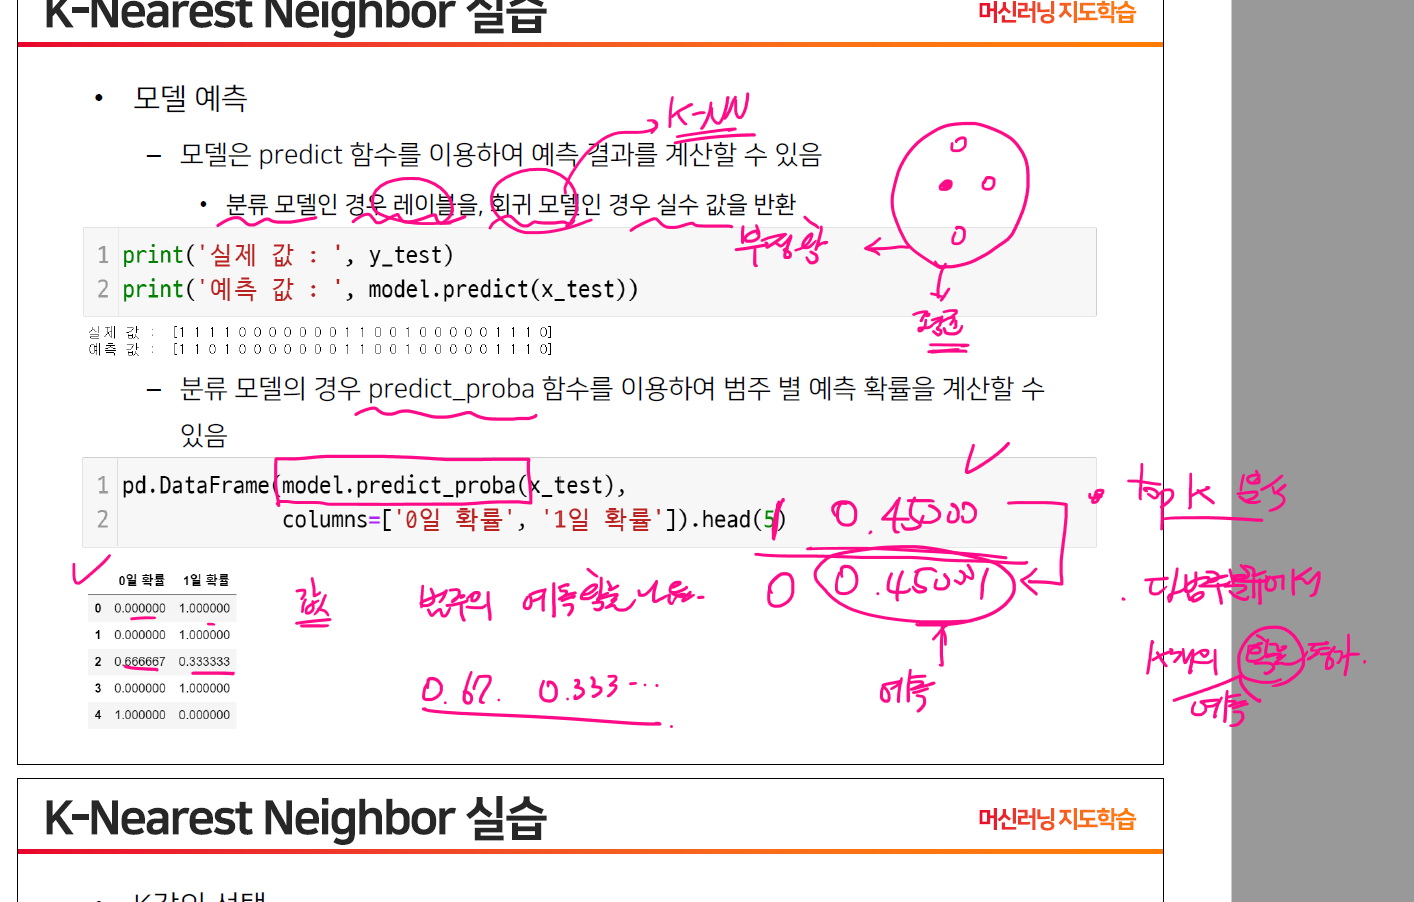 K-Nearest Neighbor 실습
머신러닝 지도학습
• 모델 예측
K-NN
– 모델은 predict 함수를 이용하여 예측 결과를 계산할 수 있음
• 분류 모델인 경우 레이블을, 회귀 모델인 경우 실수 값을 반환
1 print('실제 값 : ', y_test)
2 print('예측 값 : ', model.predict(x_test))
실제 값 : [1 1 1 1 0 0 0 0 0 0 0 1 1 0 0 1 0 0 0 0 0 1 1 1 0]
예측 값 : [1 1 0 1 0 0 0 0 0 0 0 1 1 0 0 1 0 0 0 0 0 1 1 1 0]
– 분류 모델의 경우 predict_proba 함수를 이용하여 범주 별 예측 확률을 계산할 수
있음
1 pd.DataFrame(model.predict_proba(x_test),
2 columns=['0일 확률', '1일 확률']).head(5)
1 0.45000
0 0.45001
top K 분석
다범주분류에서
K개의 확률 평가.
예측
예측
0일 확률 1일 확률
0 0.000000 1.000000
1 0.000000 1.000000
2 0.666667 0.333333
3 0.000000 1.000000
4 1.000000 0.000000
값
범주의 예측 확률
0.67. 0.333...
K-Nearest Neighbor 실습
머신러닝 지도학습
• K값의 선택